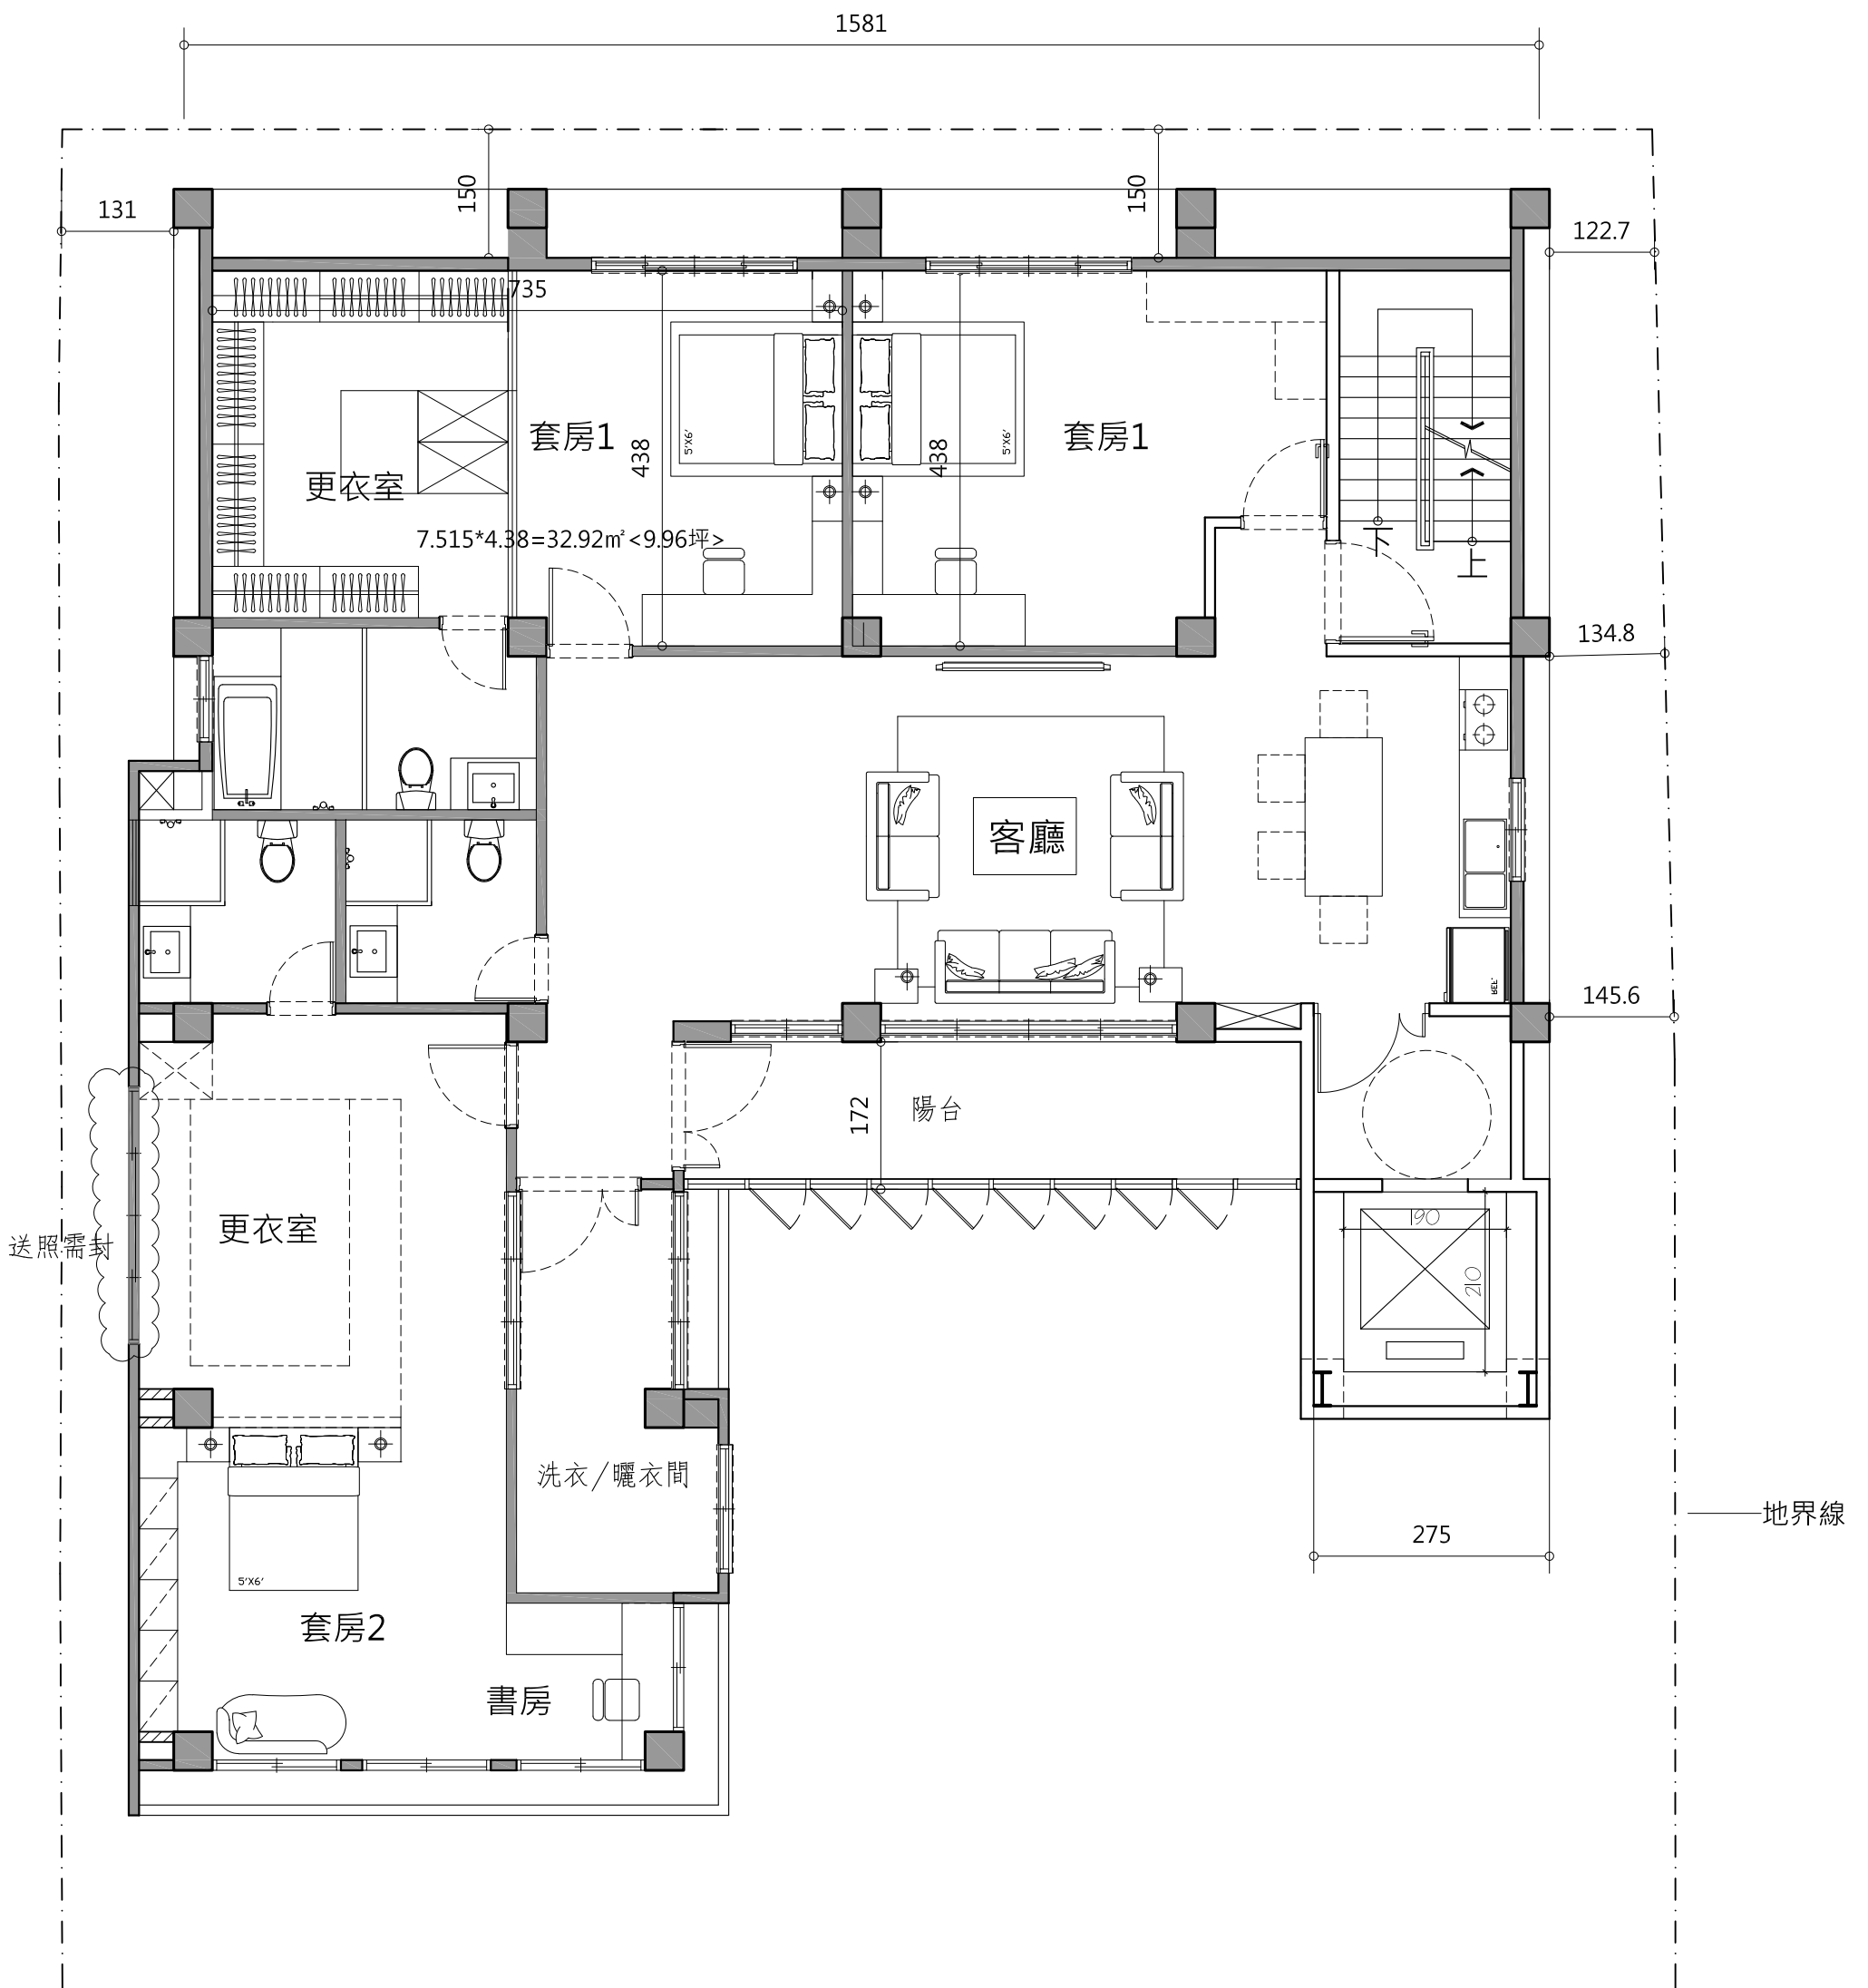 1581
150
150
131
122.7
735
5'X6'
5'X6'
套房1
438
438
套房1
更衣室
7.515*4.38=32.92㎡<9.96坪>
下
上
134.8
客廳
REF.'
145.6
172
陽台
190
更衣室
送照需封
210
洗衣/曬衣間
地界線
275
5'X6'
套房2
書房